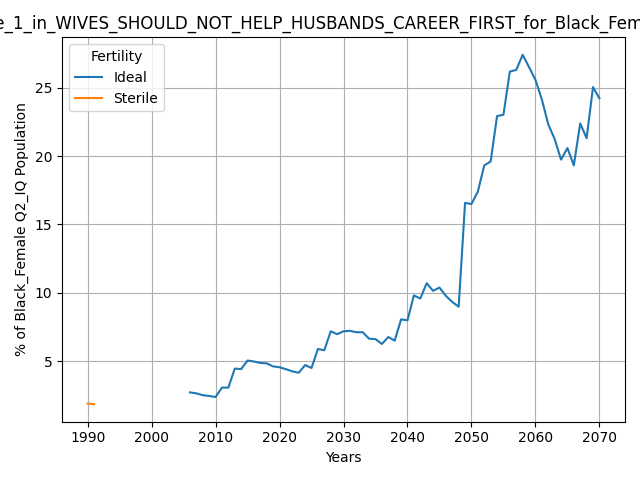 e_1_in_WIVES_SHOULD_NOT_HELP_HUSBANDS_CAREER_FIRST_for_Black_Fem
Fertility
Ideal
Sterile
% of Black_Female Q2_IQ Population
25
20
15
10
5
1990 2000 2010 2020 2030 2040 2050 2060 2070
Years